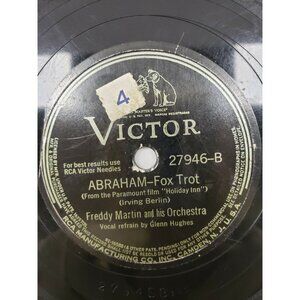 4
"HIS MASTER'S VOICE"
VICTOR
For best results use
RCA Victor Needles
27946-B
ABRAHAM—Fox Trot
(From the Paramount film "Holiday Inn")
(Irving Berlin)
Freddy Martin and his Orchestra
Vocal refrain by Glenn Hughes
RCA MANUFACTURING CO., INC., CAMDEN, N. J., U. S. A.